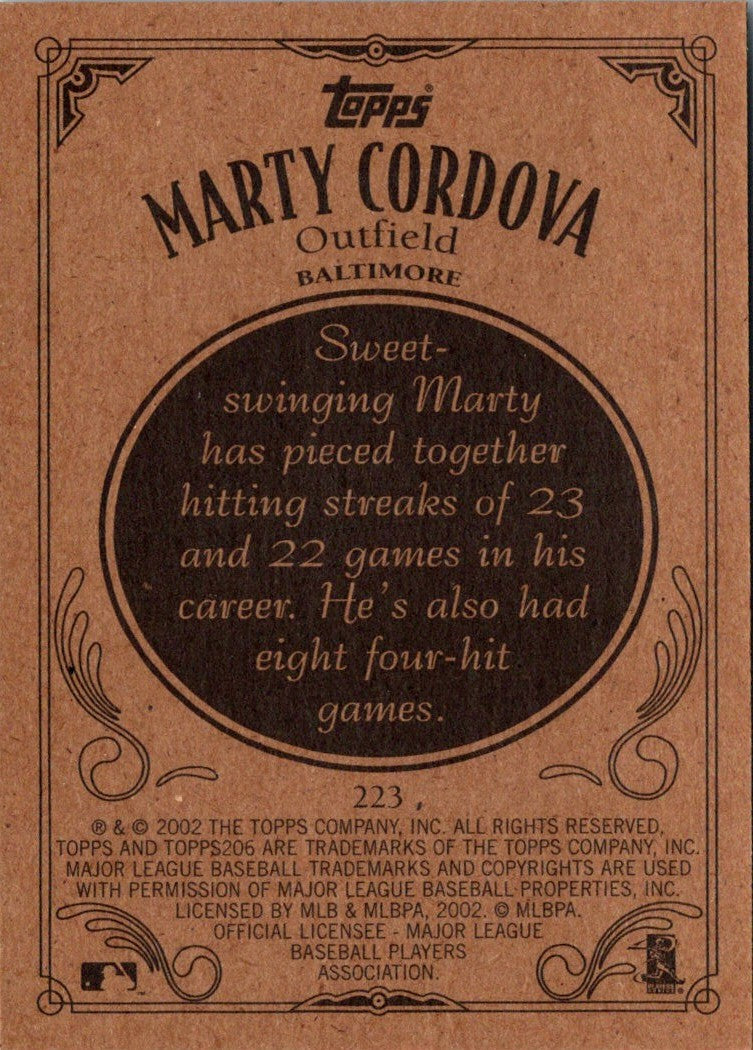 Topps®
MARTY CORDOVA
Outfield
BALTIMORE
Sweet-
swinging Marty
has pieced together
hitting streaks of 23
and 22 games in his
career. He's also had
eight four-hit
games.
223
® & © 2002 THE TOPPS COMPANY, INC. ALL RIGHTS RESERVED,
TOPPS AND TOPPS206 ARE TRADEMARKS OF THE TOPPS COMPANY, INC.
MAJOR LEAGUE BASEBALL TRADEMARKS AND COPYRIGHTS ARE USED
WITH PERMISSION OF MAJOR LEAGUE BASEBALL PROPERTIES, INC.
LICENSED BY MLB & MLBPA, 2002. © MLBPA.
OFFICIAL LICENSEE - MAJOR LEAGUE
BASEBALL PLAYERS
ASSOCIATION.